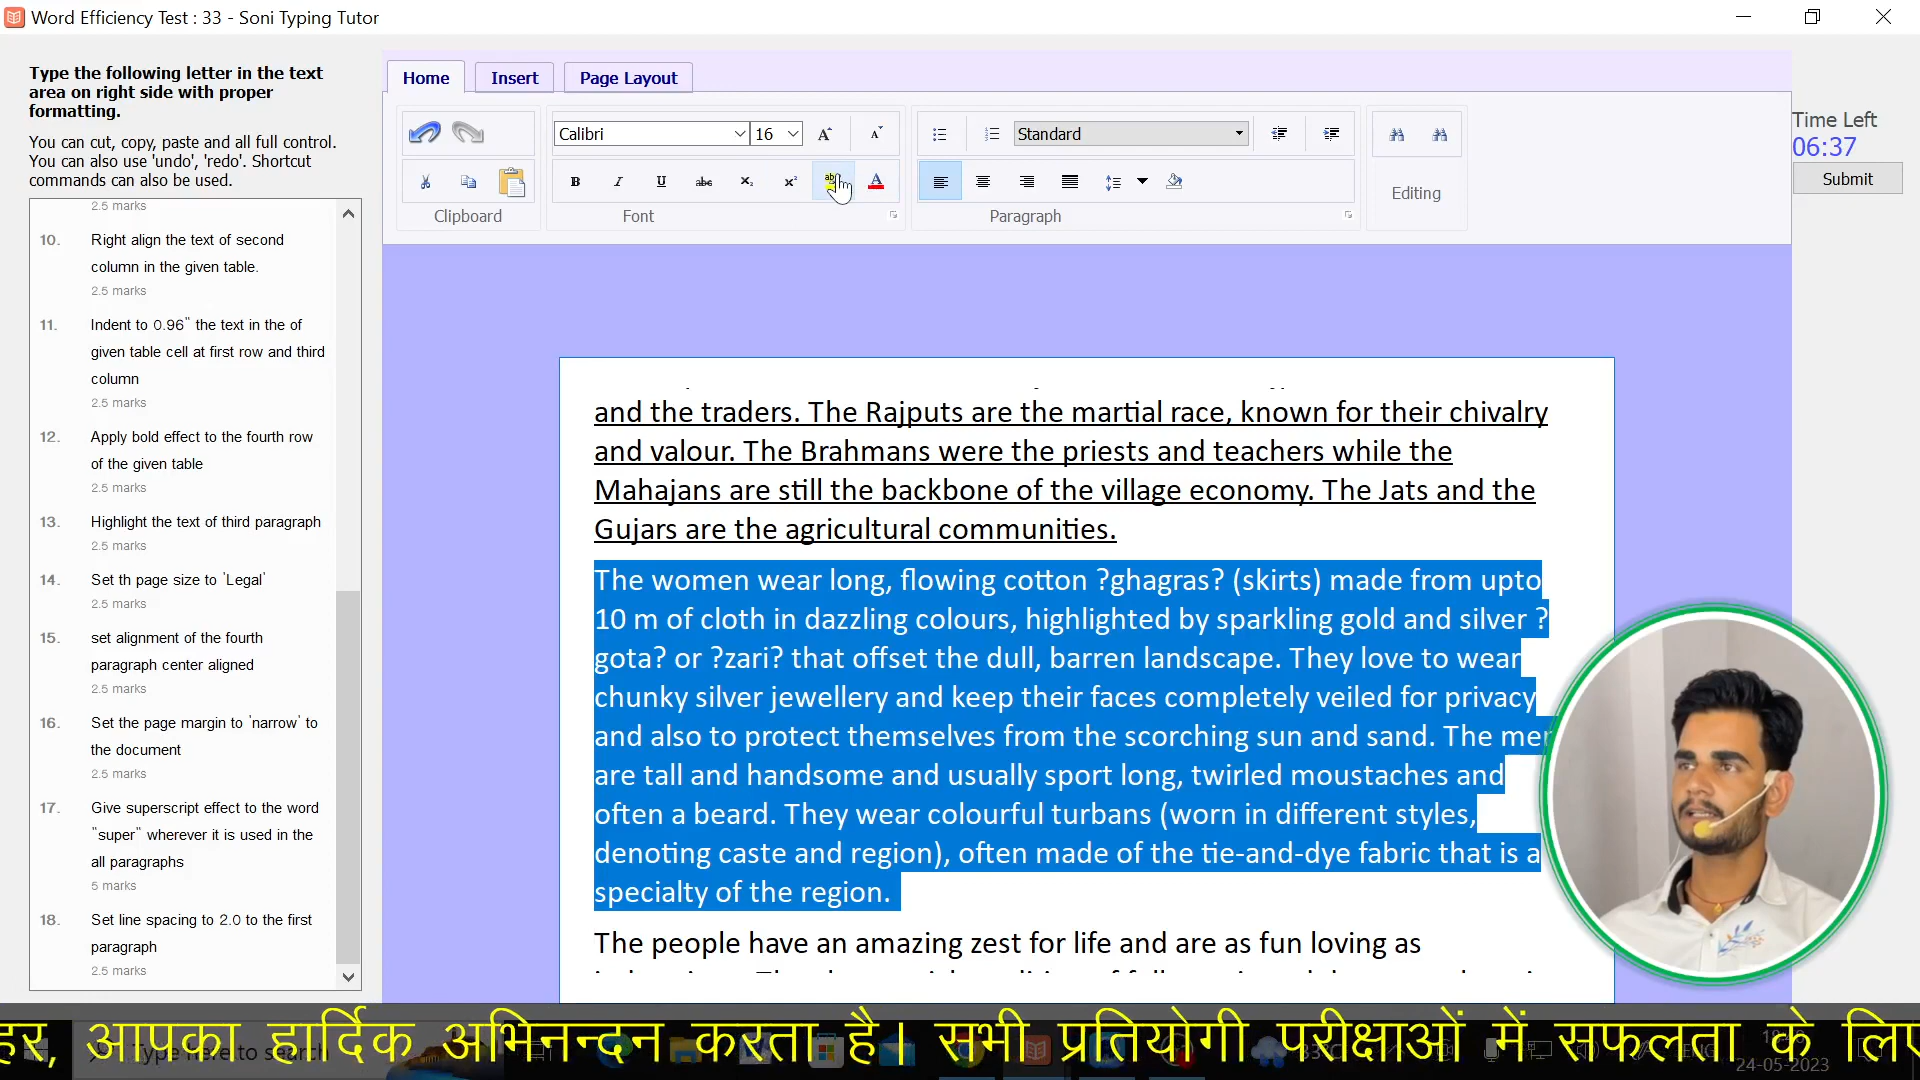 Word Efficiency Test : 33 - Soni Typing Tutor
Type the following letter in the text
area on right side with proper
formatting.
You can cut, copy, paste and all full control.
You can also use 'undo', 'redo'. Shortcut
commands can also be used.
2.5 marks
10. Right align the text of second
column in the given table.
2.5 marks
11. Indent to 0.96" the text in the of
given table cell at first row and third
column
2.5 marks
12. Apply bold effect to the fourth row
of the given table
2.5 marks
13. Highlight the text of third paragraph
2.5 marks
14. Set th page size to 'Legal'
2.5 marks
15. set alignment of the fourth
paragraph center aligned
2.5 marks
16. Set the page margin to 'narrow' to
the document
2.5 marks
17. Give superscript effect to the word
"super" wherever it is used in the
all paragraphs
5 marks
18. Set line spacing to 2.0 to the first
paragraph
2.5 marks
Home Insert Page Layout
Calibri 16
Standard
Clipboard Font Paragraph Editing
Time Left
06:37
Submit
and the traders. The Rajputs are the martial race, known for their chivalry
and valour. The Brahmans were the priests and teachers while the
Mahajans are still the backbone of the village economy. The Jats and the
Gujars are the agricultural communities.
The women wear long, flowing cotton ?ghagras? (skirts) made from upto
10 m of cloth in dazzling colours, highlighted by sparkling gold and silver ?
gota? or ?zari? that offset the dull, barren landscape. They love to wear
chunky silver jewellery and keep their faces completely veiled for privacy
and also to protect themselves from the scorching sun and sand. The men
are tall and handsome and usually sport long, twirled moustaches and
often a beard. They wear colourful turbans (worn in different styles,
denoting caste and region), often made of the tie-and-dye fabric that is a
specialty of the region.
The people have an amazing zest for life and are as fun loving as
हर, आपका हार्दिक अभिनन्दन करता है। सभी प्रतियोगी परीक्षाओं में सफलता के लिए
Type here to search
24-05-2023